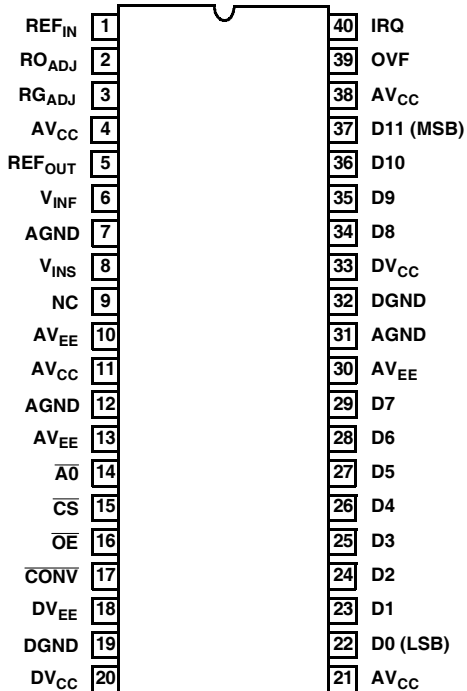 REFIN 1 40 IRQ
ROADJ 2 39 OVF
RGADJ 3 38 AVCC
AVCC 4 37 D11 (MSB)
REFOUT 5 36 D10
VINF 6 35 D9
AGND 7 34 D8
VINS 8 33 DVCC
NC 9 32 DGND
AVEE 10 31 AGND
AVCC 11 30 AVEE
AGND 12 29 D7
AVEE 13 28 D6
A0 14 27 D5
CS 15 26 D4
OE 16 25 D3
CONV 17 24 D2
DVEE 18 23 D1
DGND 19 22 D0 (LSB)
DVCC 20 21 AVCC